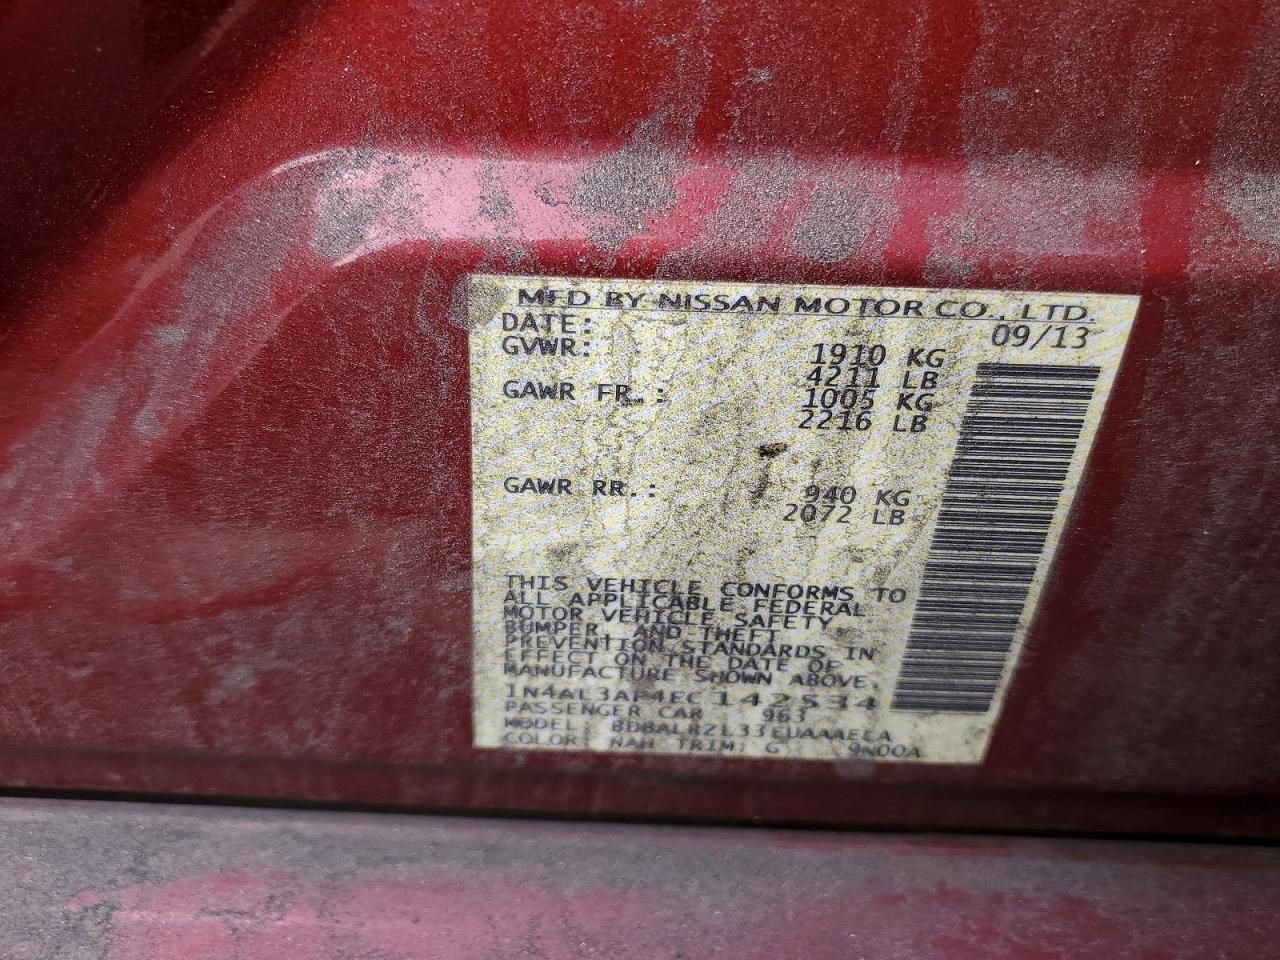 MFD BY NISSAN MOTOR CO., LTD.
DATE: 09/13
GVWR: 1910 KG
4211 LB
GAWR FR.: 1005 KG
2216 LB
GAWR RR.: 940 KG
2072 LB
THIS VEHICLE CONFORMS TO
ALL APPLICABLE FEDERAL
MOTOR VEHICLE SAFETY
BUMPER, AND THEFT
PREVENTION STANDARDS IN
EFFECT ON THE DATE OF
MANUFACTURE SHOWN ABOVE.
1N4AL3AP4EC142534
PASSENGER CAR 963
MODEL: BDBALRZL33EUAAAELA
COLOR: NAH TRIM: G 9N00A